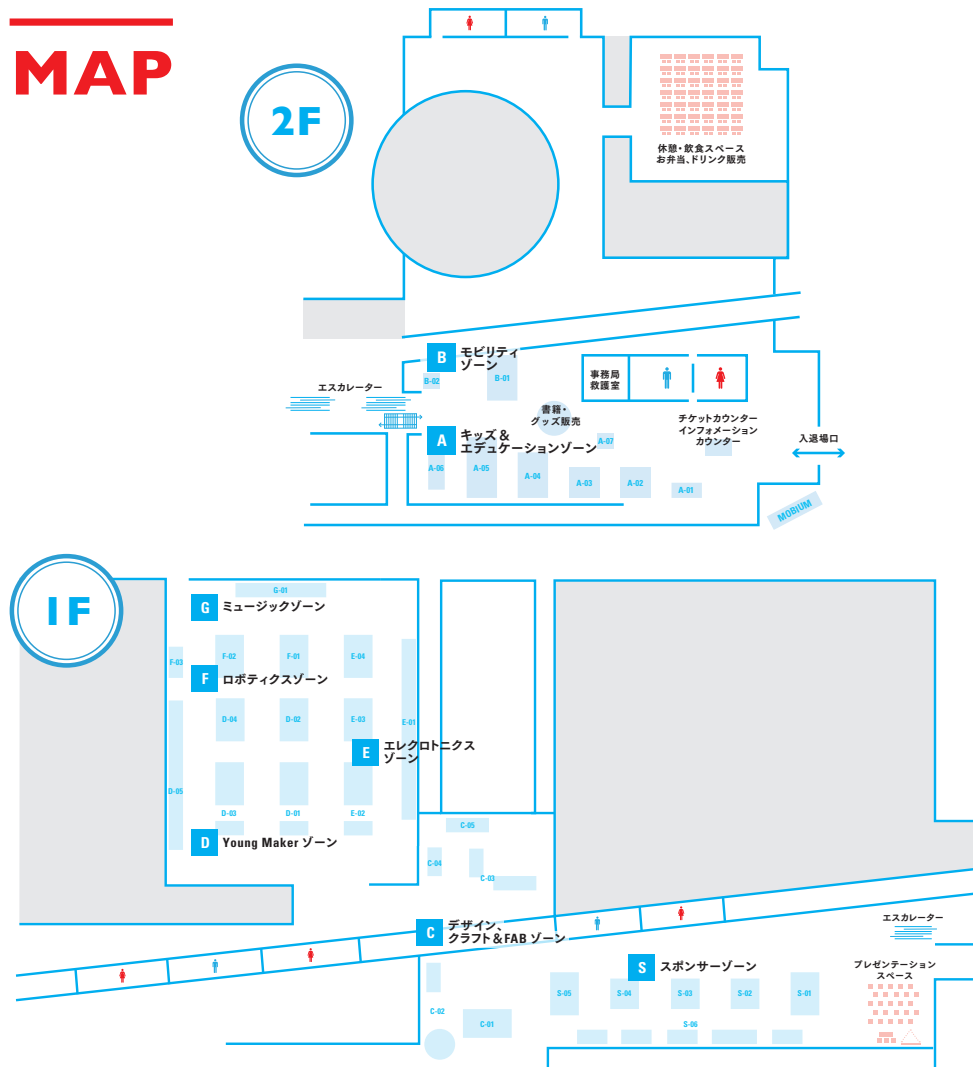 MAP
2F
休憩・飲食スペース
お弁当、ドリンク販売
B
モビリティ
ゾーン
B-02
B-01
事務局
救護室
エスカレーター
書籍・
グッズ販売
チケットカウンター
インフォメーション
カウンター
入退場口
A
キッズ &
エデュケーションゾーン
A-07
A-06
A-05
A-04
A-03
A-02
A-01
MOBIUM
1F
G-01
G
ミュージックゾーン
F-03
F-02
F-01
E-04
F
ロボティクスゾーン
D-04
D-02
E-03
E-01
E
エレクロトニクス
ゾーン
D-05
D-03
D-01
E-02
D
Young Maker ゾーン
C-05
C-04
C-03
C
デザイン、
クラフト&FAB ゾーン
エスカレーター
S
スポンサーゾーン
プレゼンテーション
スペース
S-05
S-04
S-03
S-02
S-01
C-02
C-01
S-06